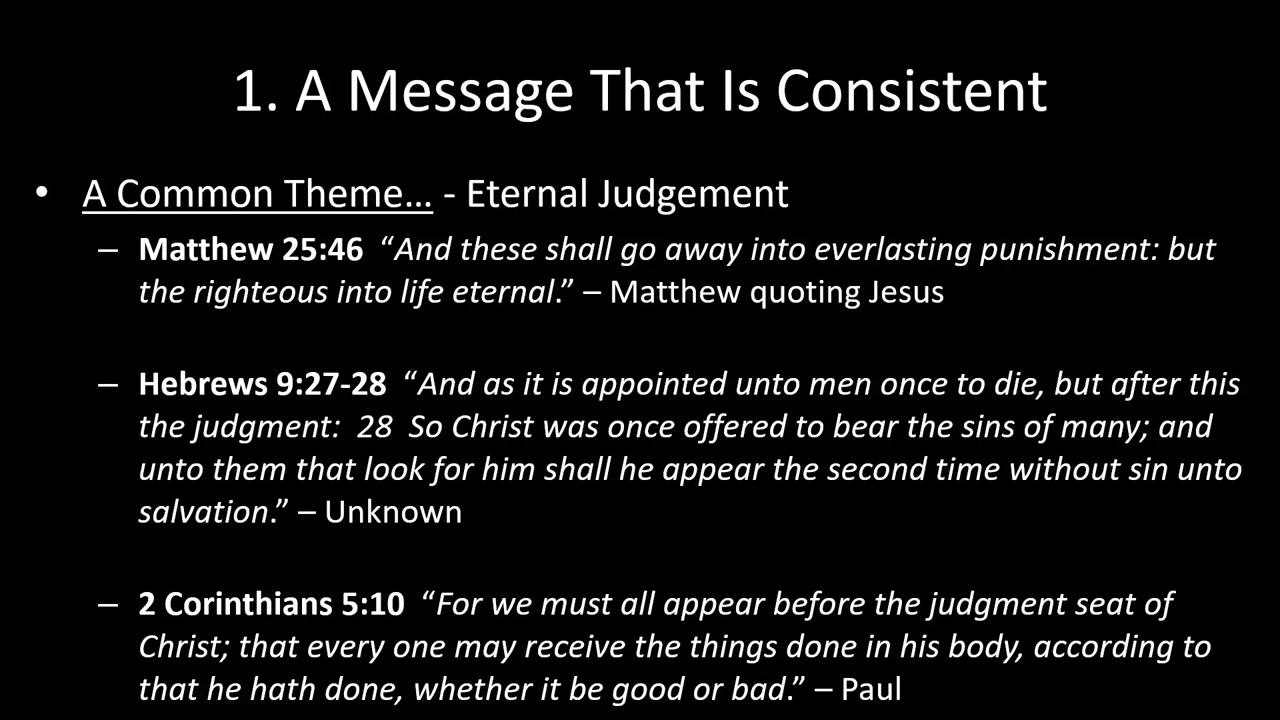 1. A Message That Is Consistent
• A Common Theme... - Eternal Judgement
– Matthew 25:46 “And these shall go away into everlasting punishment: but
the righteous into life eternal.” – Matthew quoting Jesus
– Hebrews 9:27-28 “And as it is appointed unto men once to die, but after this
the judgment: 28 So Christ was once offered to bear the sins of many; and
unto them that look for him shall he appear the second time without sin unto
salvation.” – Unknown
– 2 Corinthians 5:10 “For we must all appear before the judgment seat of
Christ; that every one may receive the things done in his body, according to
that he hath done, whether it be good or bad.” – Paul